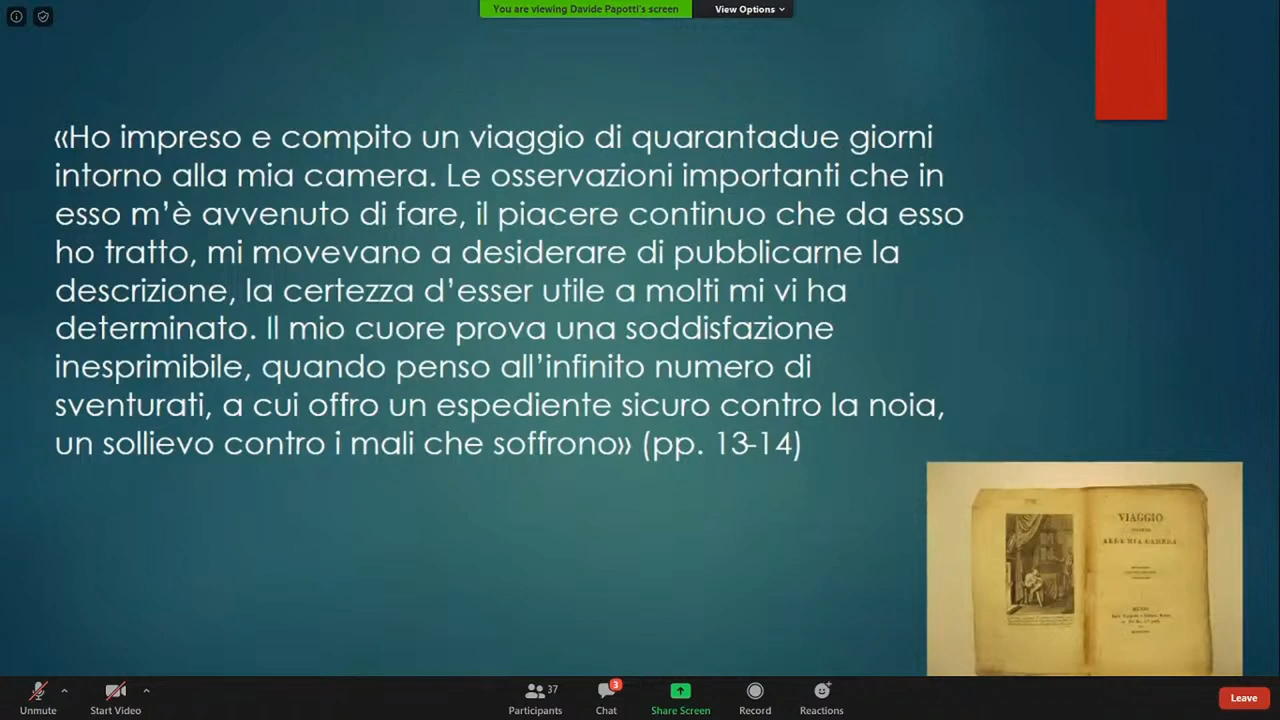 You are viewing Davide Papotti's screen
View Options
«Ho impreso e compito un viaggio di quarantadue giorni
intorno alla mia camera. Le osservazioni importanti che in
esso m’è avvenuto di fare, il piacere continuo che da esso
ho tratto, mi movevano a desiderare di pubblicarne la
descrizione, la certezza d’esser utile a molti mi vi ha
determinato. Il mio cuore prova una soddisfazione
inesprimibile, quando penso all’infinito numero di
sventurati, a cui offro un espediente sicuro contro la noia,
un sollievo contro i mali che soffrono» (pp. 13-14)
VIAGGIO
ALLA MIA CAMERA
Unmute
Start Video
37
Participants
3
Chat
Share Screen
Record
Reactions
Leave